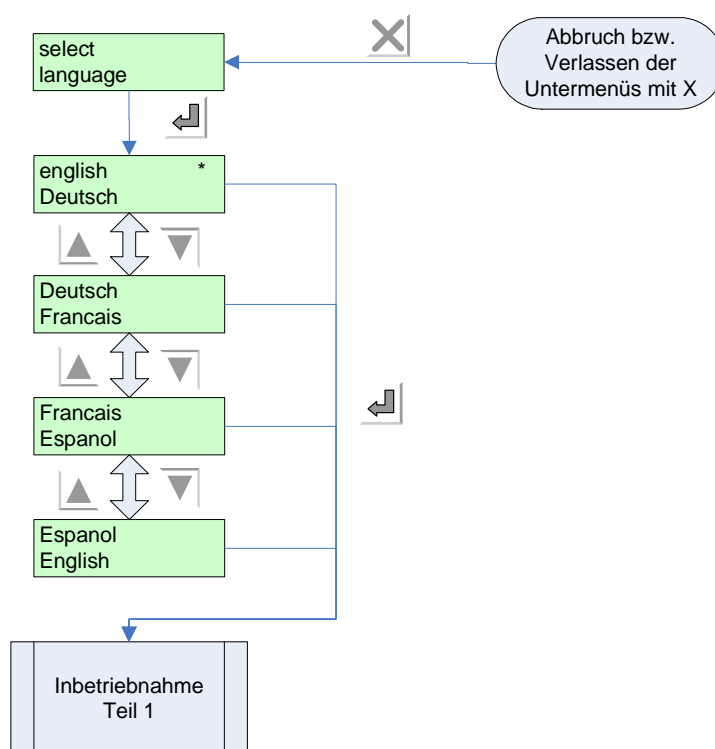 select
language
Abbruch bzw.
Verlassen der
Untermenüs mit X
english *
Deutsch
Deutsch
Francais
Francais
Espanol
Espanol
English
Inbetriebnahme
Teil 1